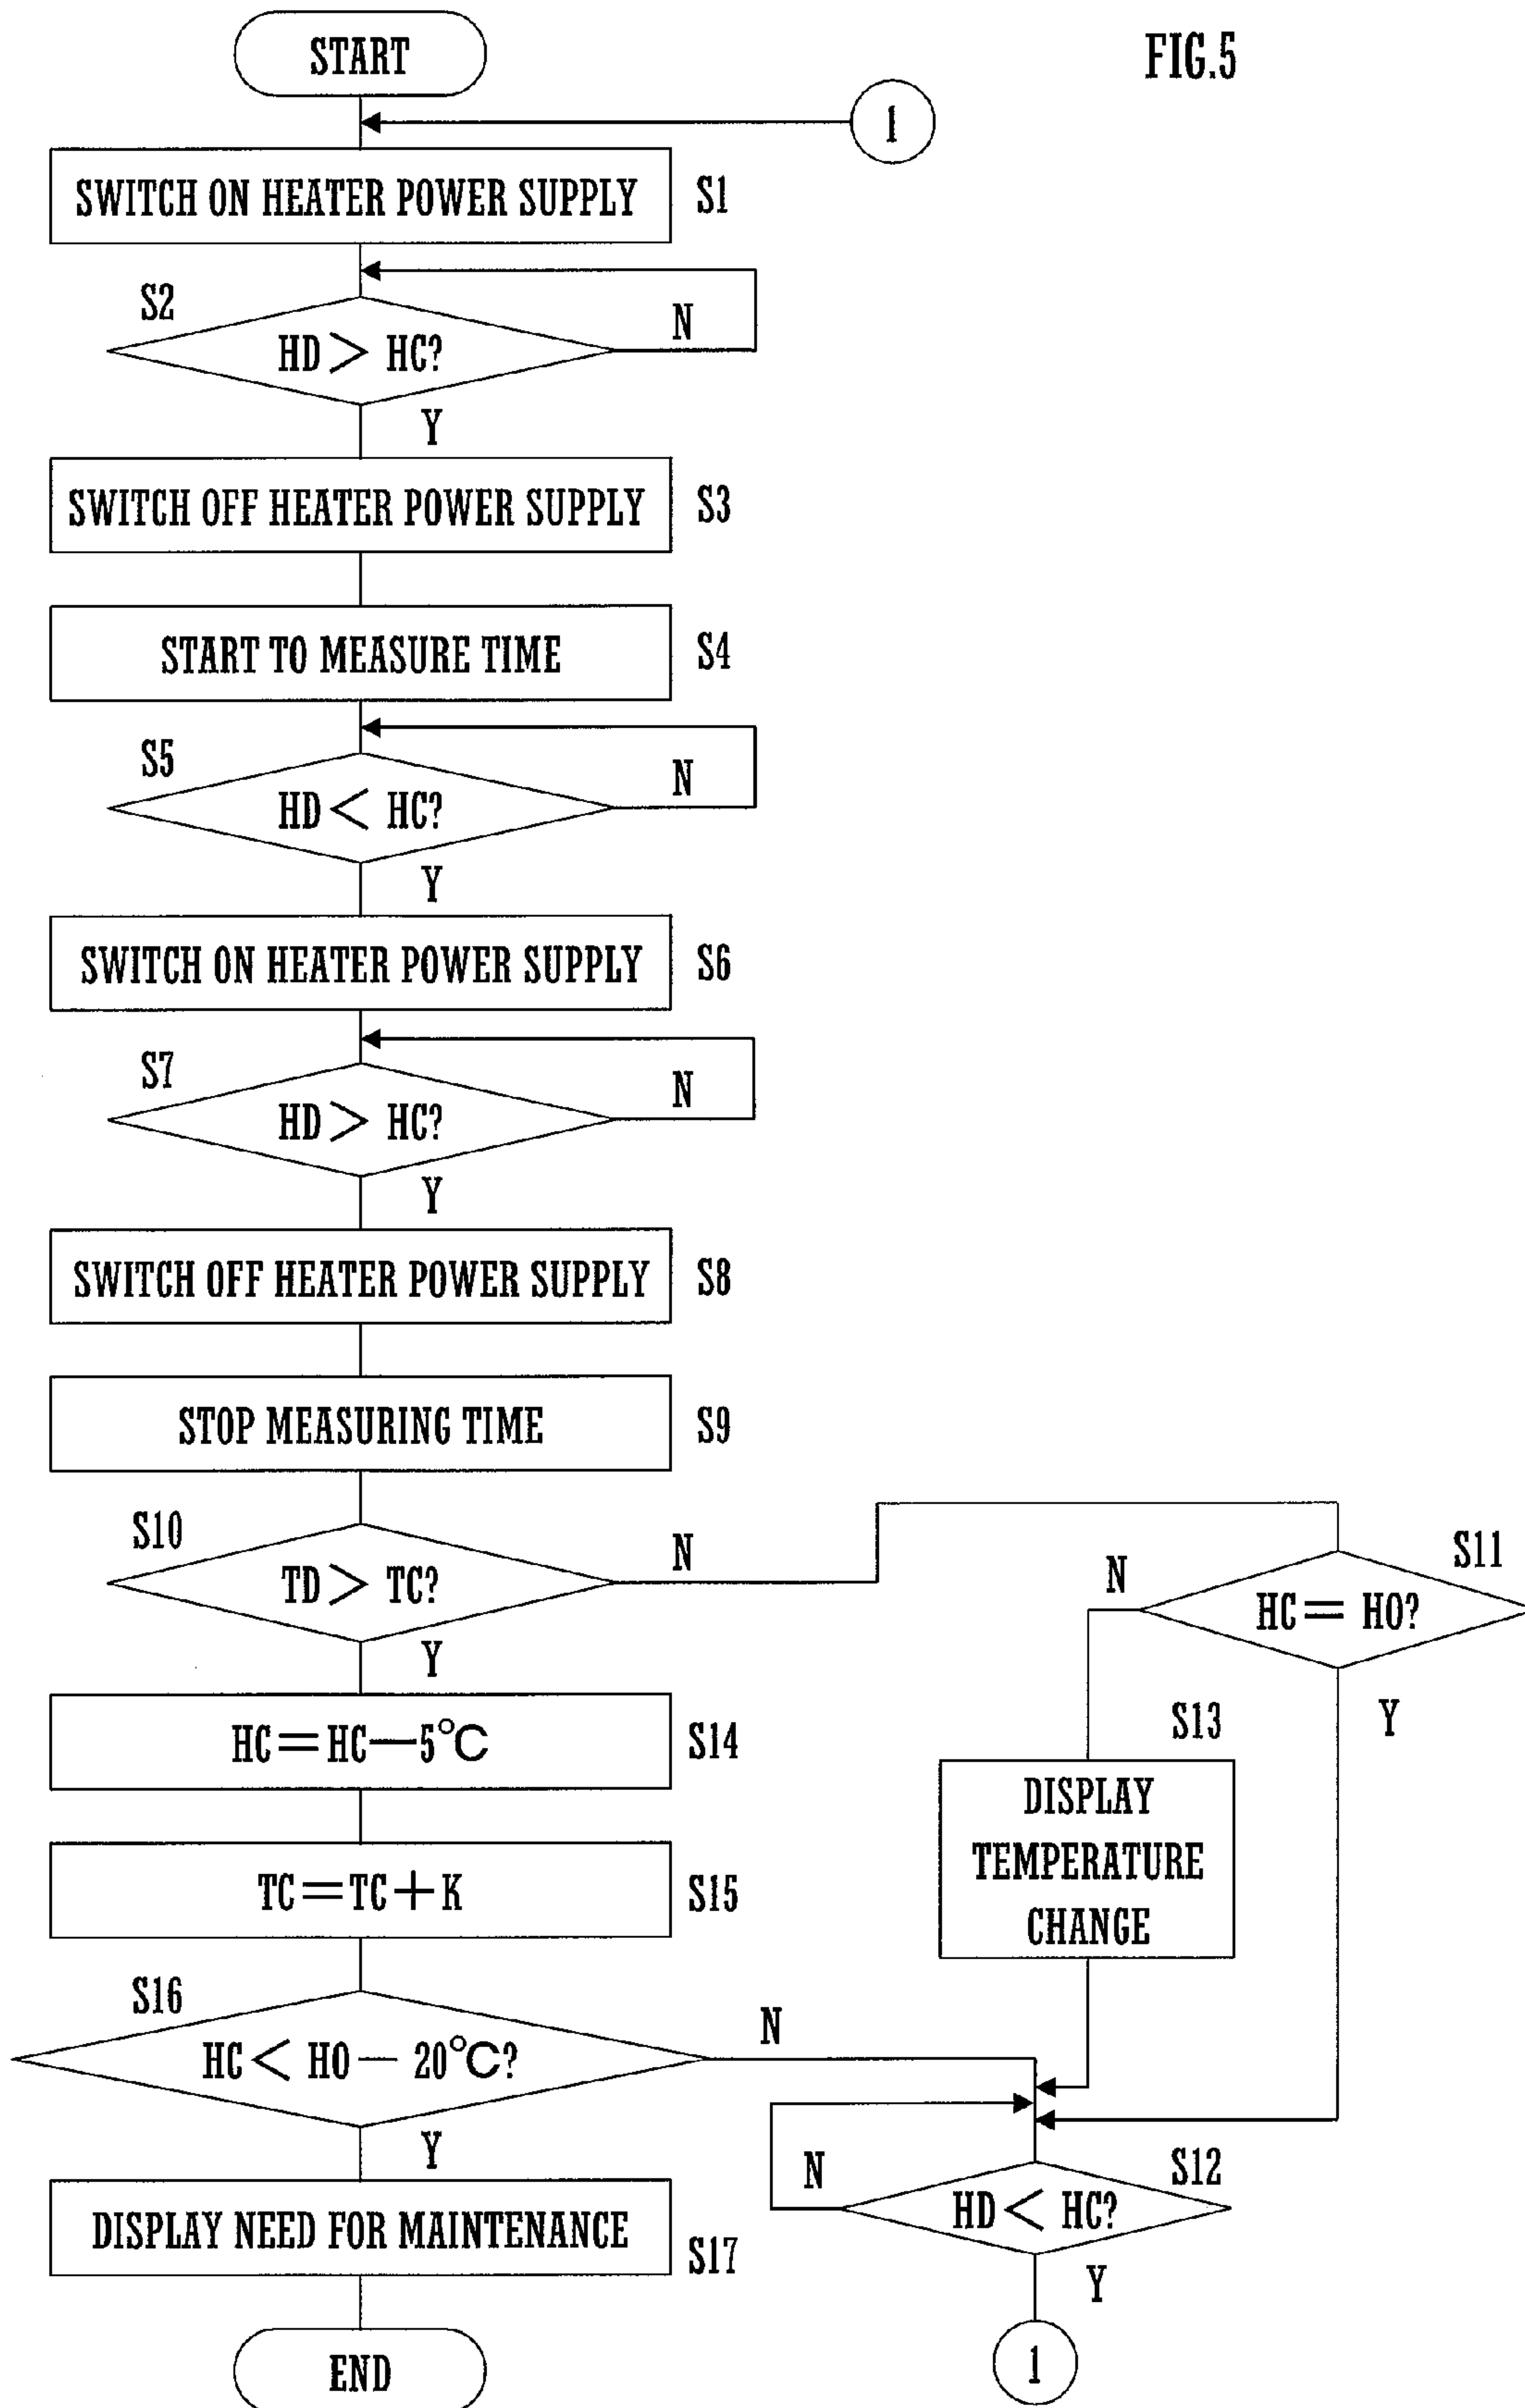 FIG.5
START
1
SWITCH ON HEATER POWER SUPPLY S1
S2
HD > HC?
N
Y
SWITCH OFF HEATER POWER SUPPLY S3
START TO MEASURE TIME S4
S5
HD < HC?
N
Y
SWITCH ON HEATER POWER SUPPLY S6
S7
HD > HC?
N
Y
SWITCH OFF HEATER POWER SUPPLY S8
STOP MEASURING TIME S9
S10
TD > TC?
N
Y
S11
HC = HO?
N
Y
S13
DISPLAY
TEMPERATURE
CHANGE
HC=HC—5°C S14
TC=TC+K S15
S16
HC < HO — 20°C?
N
Y
S12
HD < HC?
N
Y
1
DISPLAY NEED FOR MAINTENANCE S17
END